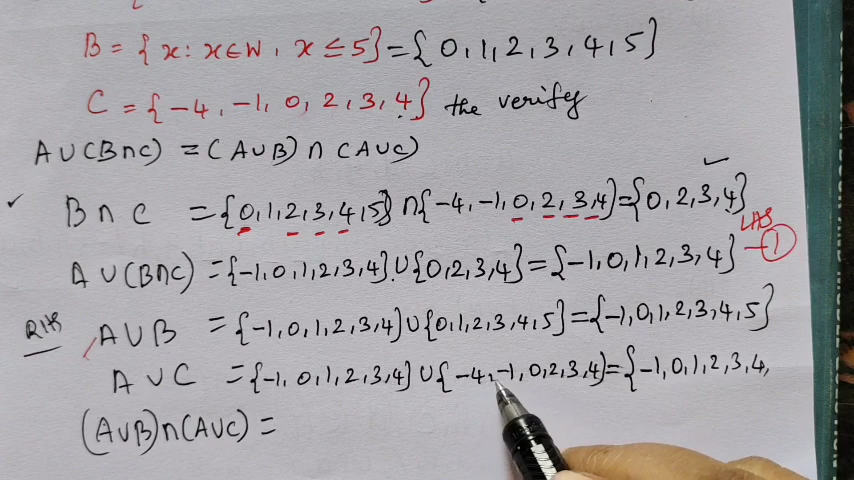 B = { x : x ∈ W , x ≤ 5 } = { 0, 1, 2, 3, 4, 5 }
C = { -4, -1, 0, 2, 3, 4 } the verify
A ∪ (B ∩ C) = (A ∪ B) ∩ (A ∪ C)
B ∩ C = { 0, 1, 2, 3, 4, 5 } ∩ { -4, -1, 0, 2, 3, 4 } = { 0, 2, 3, 4 }
LHS
A ∪ (B ∩ C) = { -1, 0, 1, 2, 3, 4 } ∪ { 0, 2, 3, 4 } = { -1, 0, 1, 2, 3, 4 } — 1
RHS
A ∪ B = { -1, 0, 1, 2, 3, 4 } ∪ { 0, 1, 2, 3, 4, 5 } = { -1, 0, 1, 2, 3, 4, 5 }
A ∪ C = { -1, 0, 1, 2, 3, 4 } ∪ { -4, -1, 0, 2, 3, 4 } = { -1, 0, 1, 2, 3, 4,
(A ∪ B) ∩ (A ∪ C) =